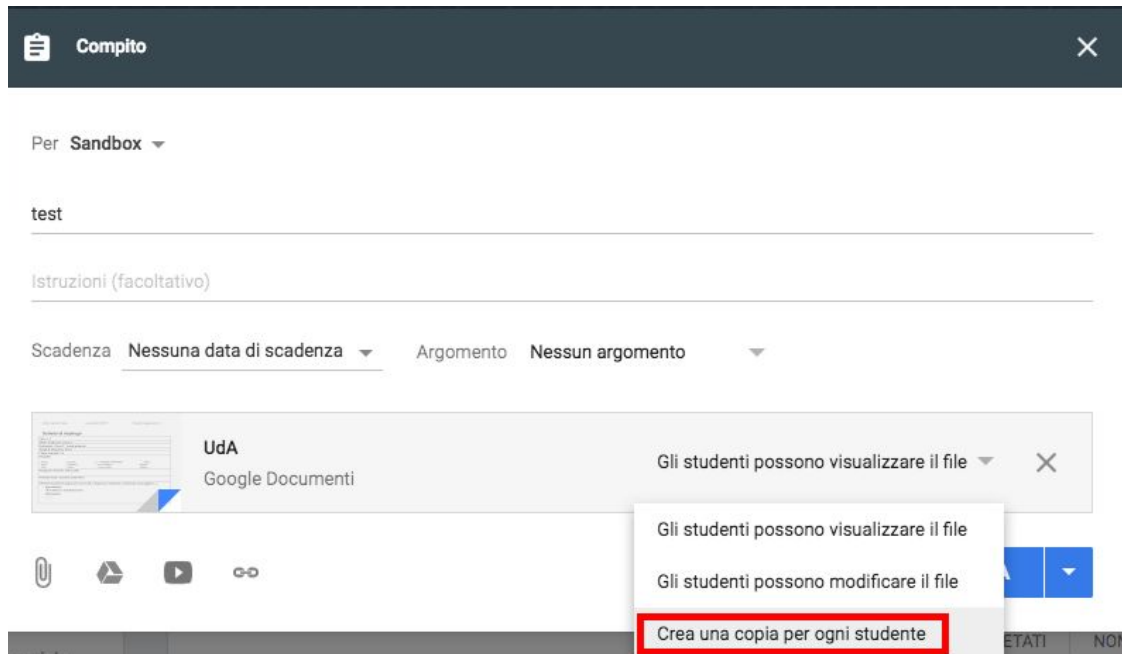 Compito
Per Sandbox
test
Istruzioni (facoltativo)
Scadenza Nessuna data di scadenza Argomento Nessun argomento
UdA
Google Documenti
Gli studenti possono visualizzare il file
Gli studenti possono visualizzare il file
Gli studenti possono modificare il file
A
Crea una copia per ogni studente
ETATI NON